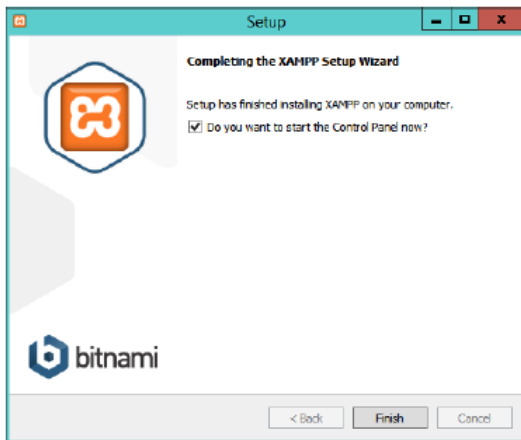 Setup
Completing the XAMPP Setup Wizard
Setup has finished installing XAMPP on your computer.
Do you want to start the Control Panel now?
bitnami
< Back
Finish
Cancel